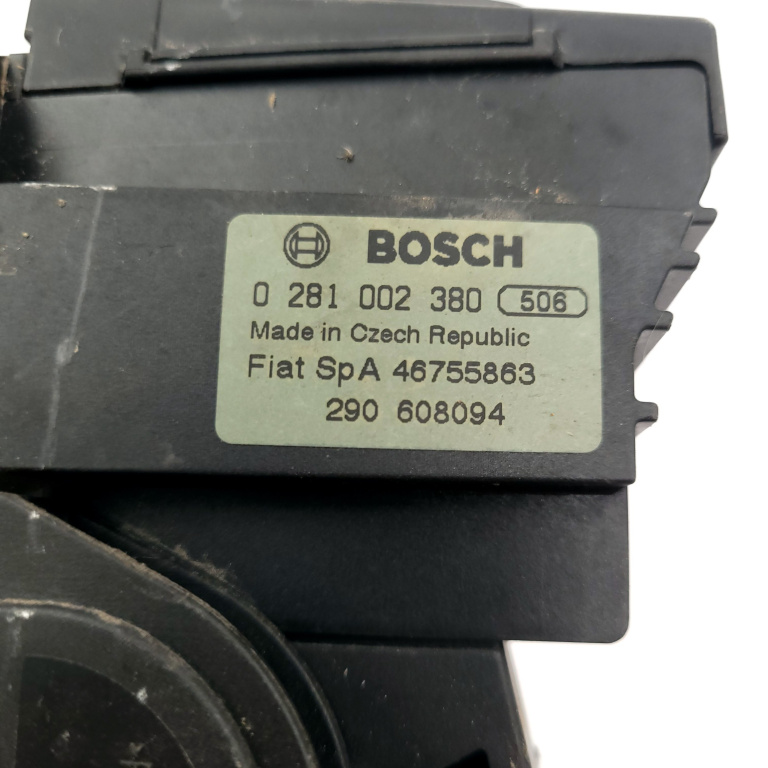 BOSCH
0 281 002 380 506
Made in Czech Republic
Fiat SpA 46755863
290 608094